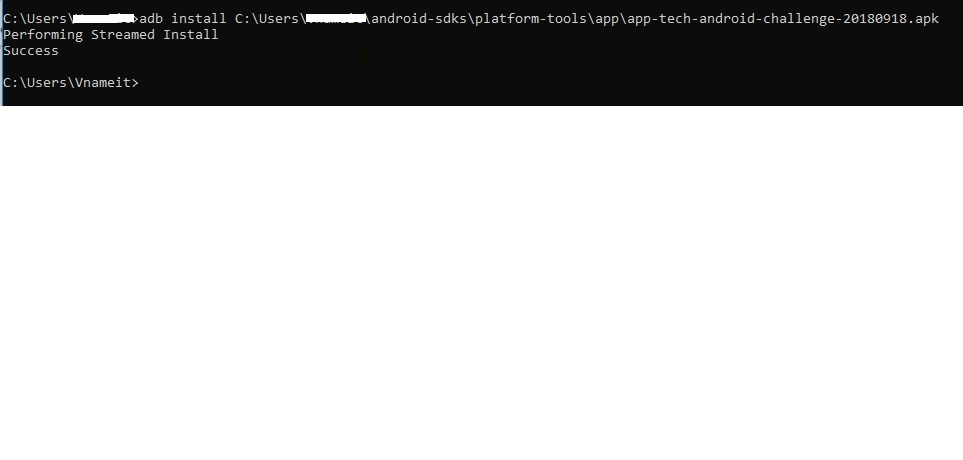 C:\Users\>adb install C:\Users\\android-sdks\platform-tools\app\app-tech-android-challenge-20180918.apk
Performing Streamed Install
Success
C:\Users\Vnameit>